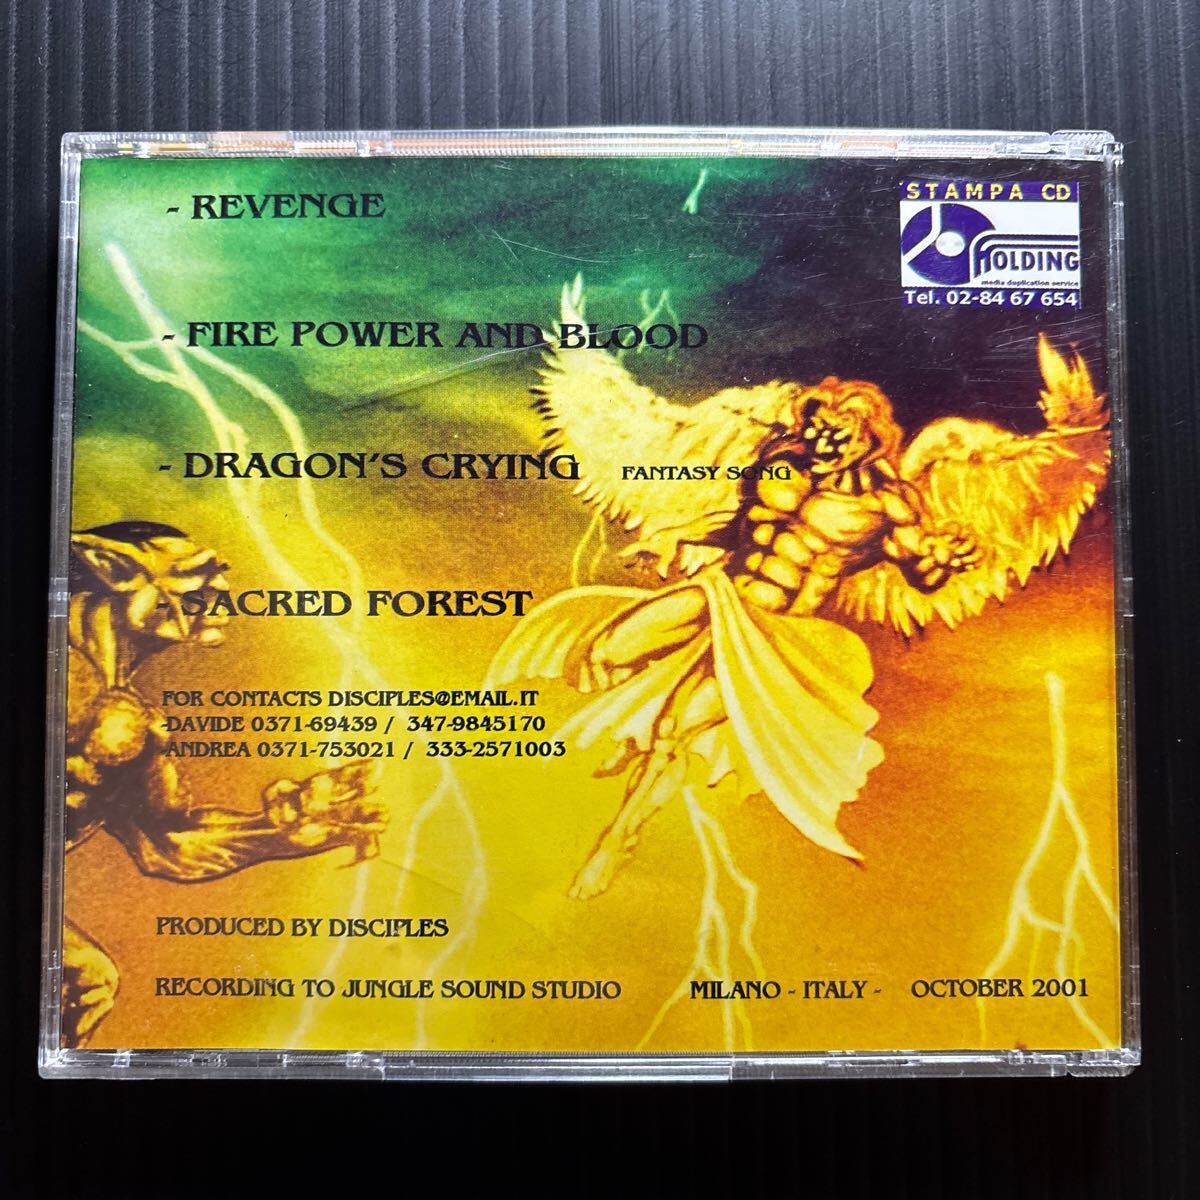 STAMPA CD
HOLDING
media duplication service
Tel. 02-84 67 654
- REVENGE
- FIRE POWER AND BLOOD
- DRAGON'S CRYING FANTASY SONG
- SACRED FOREST
FOR CONTACTS DISCIPLES@EMAIL.IT
-DAVIDE 0371-69439 / 347-9845170
-ANDREA 0371-753021 / 333-2571003
PRODUCED BY DISCIPLES
RECORDING TO JUNGLE SOUND STUDIO MILANO - ITALY - OCTOBER 2001